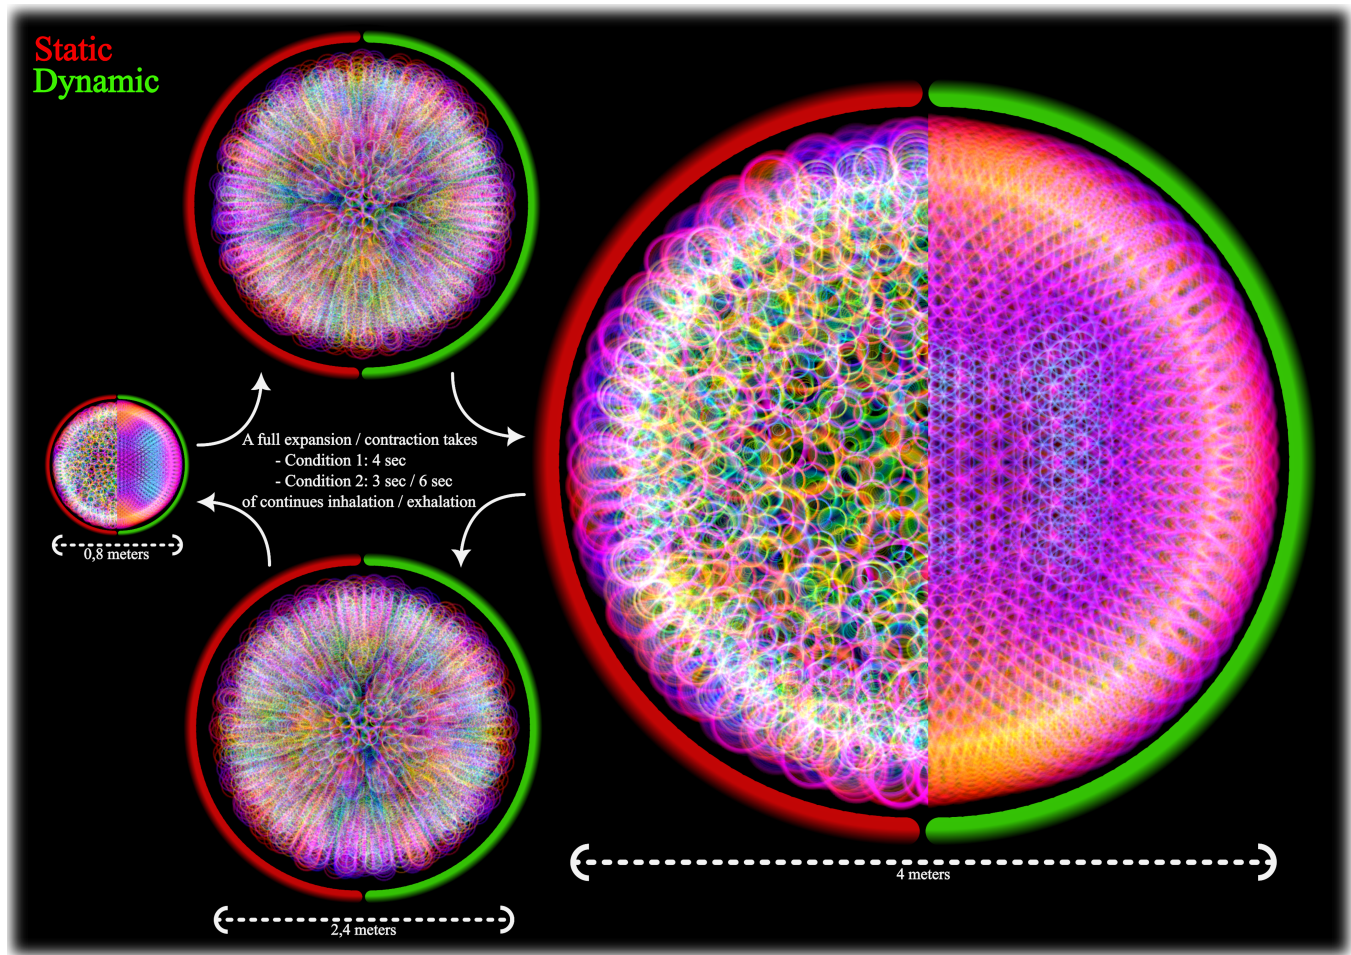 Static
Dynamic
A full expansion / contraction takes
- Condition 1: 4 sec
- Condition 2: 3 sec / 6 sec
of continues inhalation / exhalation
0,8 meters
4 meters
2,4 meters